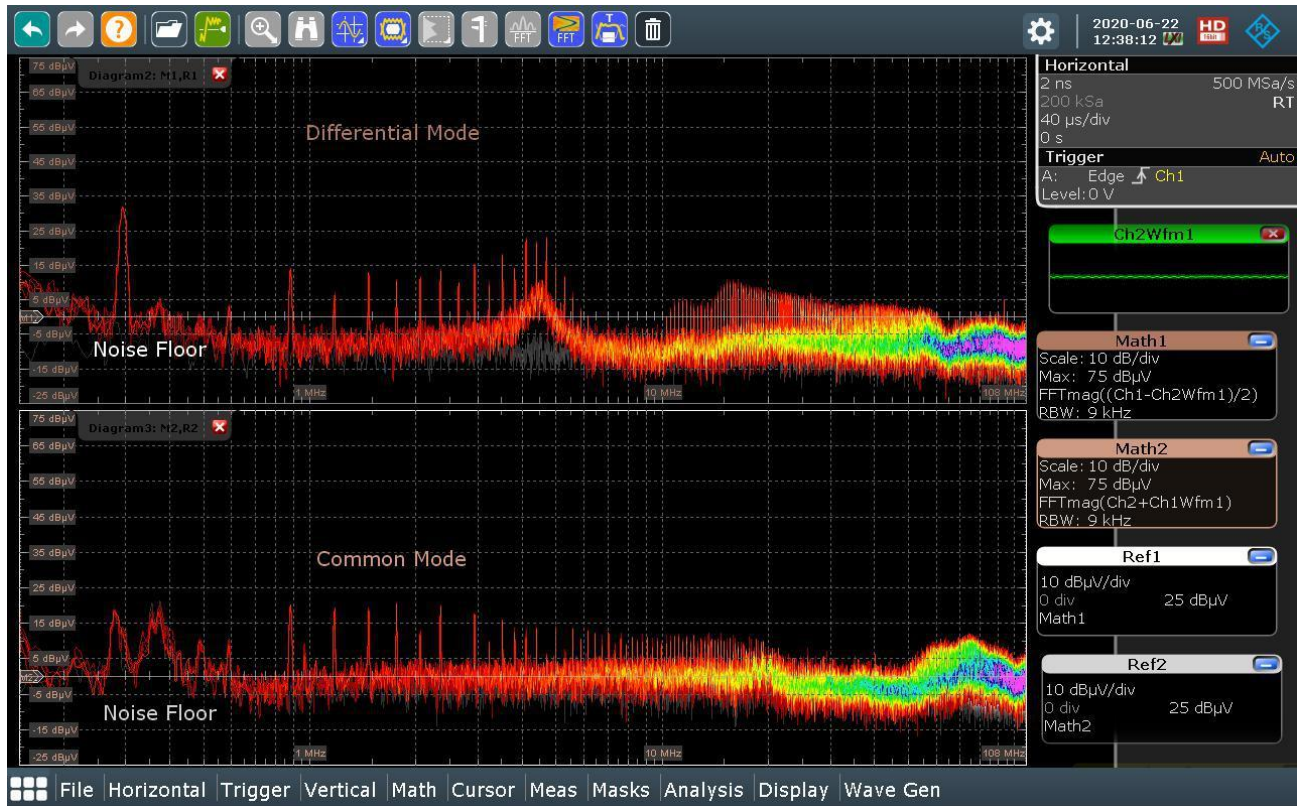 2020-06-22
12:38:12
HD
FFT
FFT
75 dBµV
Diagram2: M1,R1
65 dBµV
55 dBµV
Differential Mode
45 dBµV
35 dBµV
25 dBµV
15 dBµV
5 dBµV
M1
-5 dBµV
Noise Floor
-15 dBµV
-25 dBµV
1 MHz
10 MHz
108 MHz
75 dBµV
Diagram3: M2,R2
65 dBµV
55 dBµV
45 dBµV
35 dBµV
Common Mode
25 dBµV
15 dBµV
5 dBµV
M2
-5 dBµV
Noise Floor
-15 dBµV
-25 dBµV
1 MHz
10 MHz
108 MHz
Horizontal
2 ns 500 MSa/s
200 kSa RT
40 µs/div
0 s
Trigger Auto
A: Edge Ch1
Level: 0 V
Ch2Wfm1
Math1
Scale: 10 dB/div
Max: 75 dBµV
FFTmag((Ch1-Ch2Wfm1)/2)
RBW: 9 kHz
Math2
Scale: 10 dB/div
Max: 75 dBµV
FFTmag(Ch2+Ch1Wfm1)
RBW: 9 kHz
Ref1
10 dBµV/div
0 div 25 dBµV
Math1
Ref2
10 dBµV/div
0 div 25 dBµV
Math2
File Horizontal Trigger Vertical Math Cursor Meas Masks Analysis Display Wave Gen